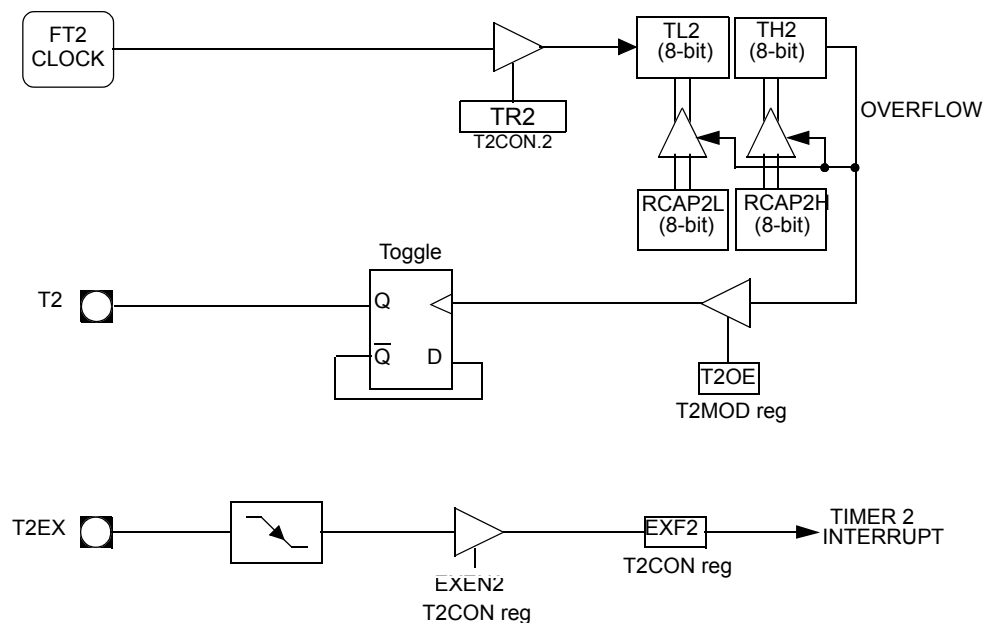 FT2
CLOCK
TL2
(8-bit)
TH2
(8-bit)
TR2
T2CON.2
OVERFLOW
RCAP2L
(8-bit)
RCAP2H
(8-bit)
Toggle
T2
Q
Q
D
T2OE
T2MOD reg
T2EX
EXEN2
T2CON reg
EXF2
T2CON reg
TIMER 2
INTERRUPT